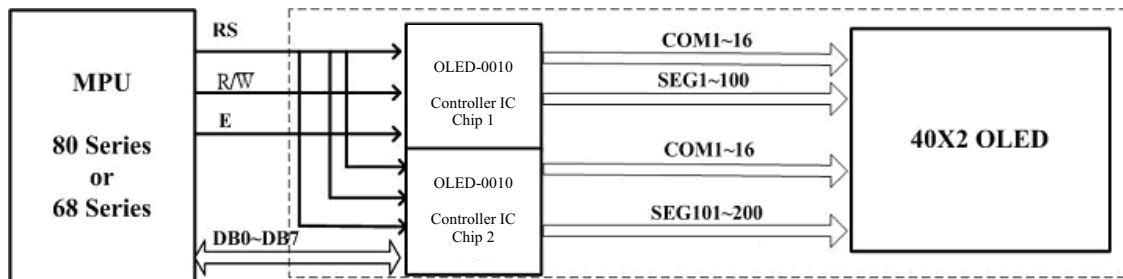 MPU
80 Series
or
68 Series
RS
R/W̅
E
DB0~DB7
OLED-0010
Controller IC
Chip 1
OLED-0010
Controller IC
Chip 2
COM1~16
SEG1~100
COM1~16
SEG101~200
40X2 OLED